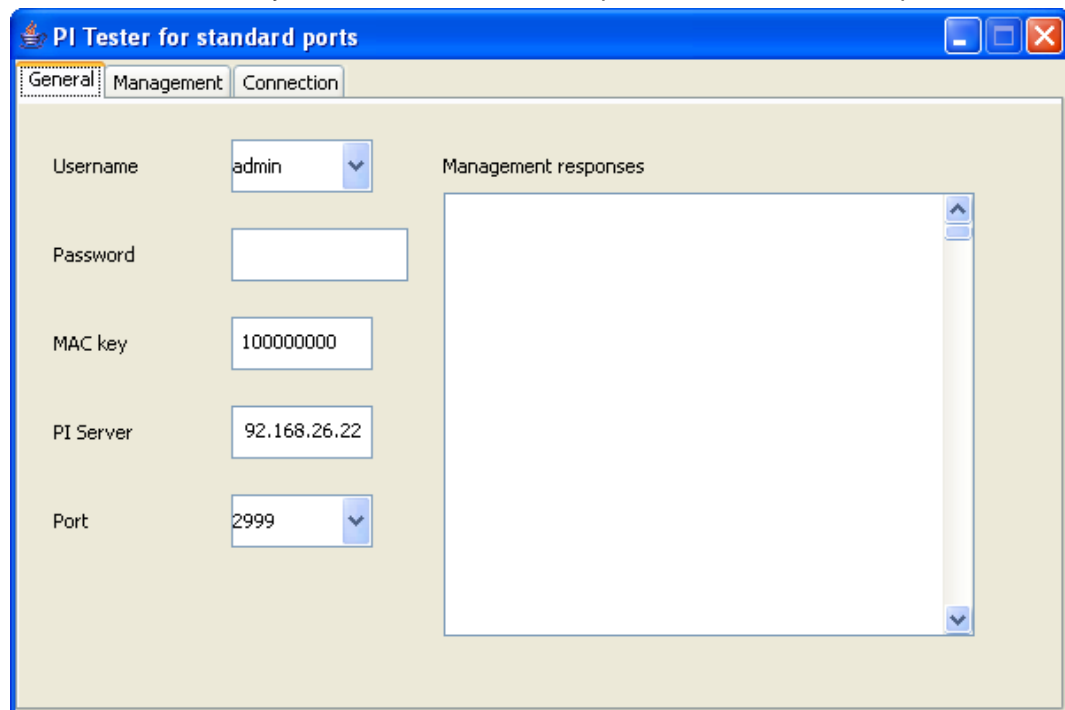 PI Tester for standard ports
General Management Connection
Username admin
Management responses
Password
MAC key 100000000
PI Server 92.168.26.22
Port 2999